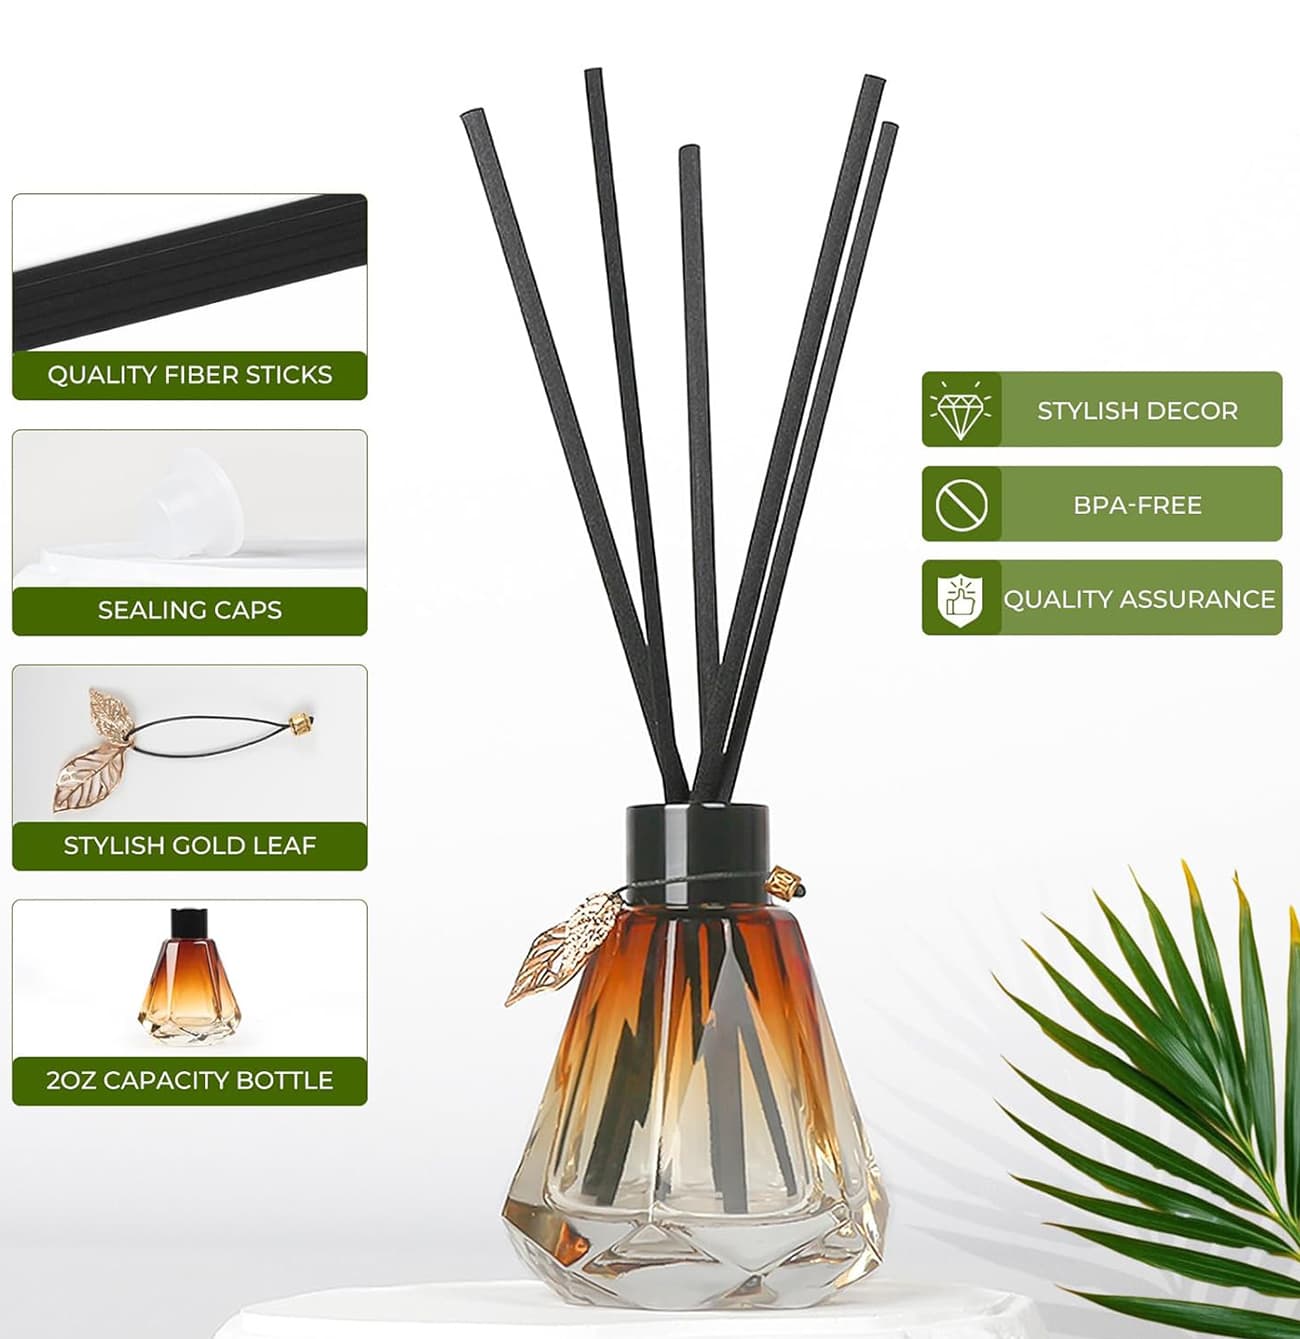 QUALITY FIBER STICKS
SEALING CAPS
STYLISH GOLD LEAF
2OZ CAPACITY BOTTLE
STYLISH DECOR
BPA-FREE
QUALITY ASSURANCE